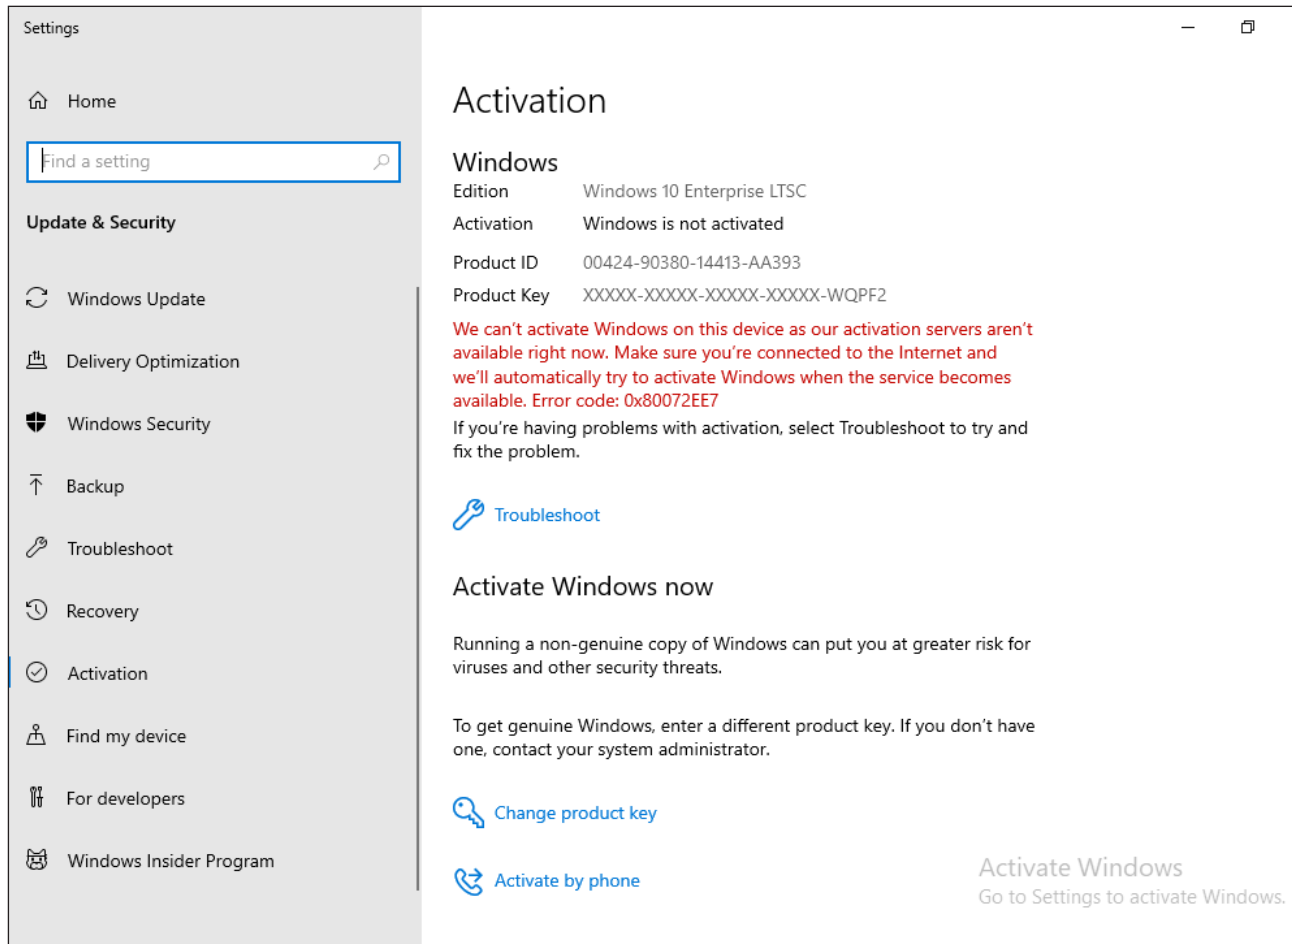 Settings
Home
Find a setting
Update & Security
Windows Update
Delivery Optimization
Windows Security
Backup
Troubleshoot
Recovery
Activation
Find my device
For developers
Windows Insider Program
Activation
Windows
Edition Windows 10 Enterprise LTSC
Activation Windows is not activated
Product ID 00424-90380-14413-AA393
Product Key XXXXX-XXXXX-XXXXX-XXXXX-WQPF2
We can't activate Windows on this device as our activation servers aren't
available right now. Make sure you're connected to the Internet and
we'll automatically try to activate Windows when the service becomes
available. Error code: 0x80072EE7
If you're having problems with activation, select Troubleshoot to try and
fix the problem.
Troubleshoot
Activate Windows now
Running a non-genuine copy of Windows can put you at greater risk for
viruses and other security threats.
To get genuine Windows, enter a different product key. If you don't have
one, contact your system administrator.
Change product key
Activate by phone
Activate Windows
Go to Settings to activate Windows.